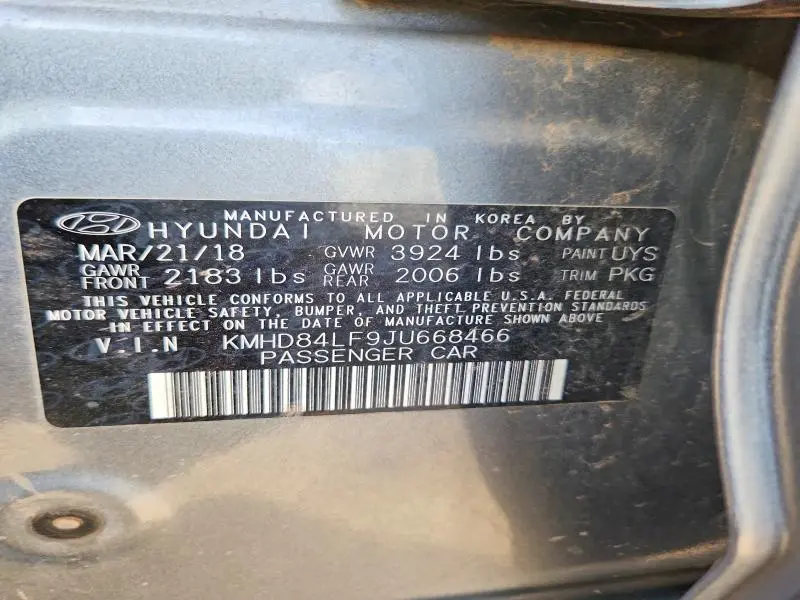 MANUFACTURED IN KOREA BY
HYUNDAI MOTOR COMPANY
MAR/21/18 GVWR 3924 lbs PAINT UYS
GAWR FRONT 2183 lbs GAWR REAR 2006 lbs TRIM PKG
THIS VEHICLE CONFORMS TO ALL APPLICABLE U.S.A. FEDERAL
MOTOR VEHICLE SAFETY, BUMPER, AND THEFT PREVENTION STANDARDS
IN EFFECT ON THE DATE OF MANUFACTURE SHOWN ABOVE.
V.I.N KMHD84LF9JU668466
PASSENGER CAR